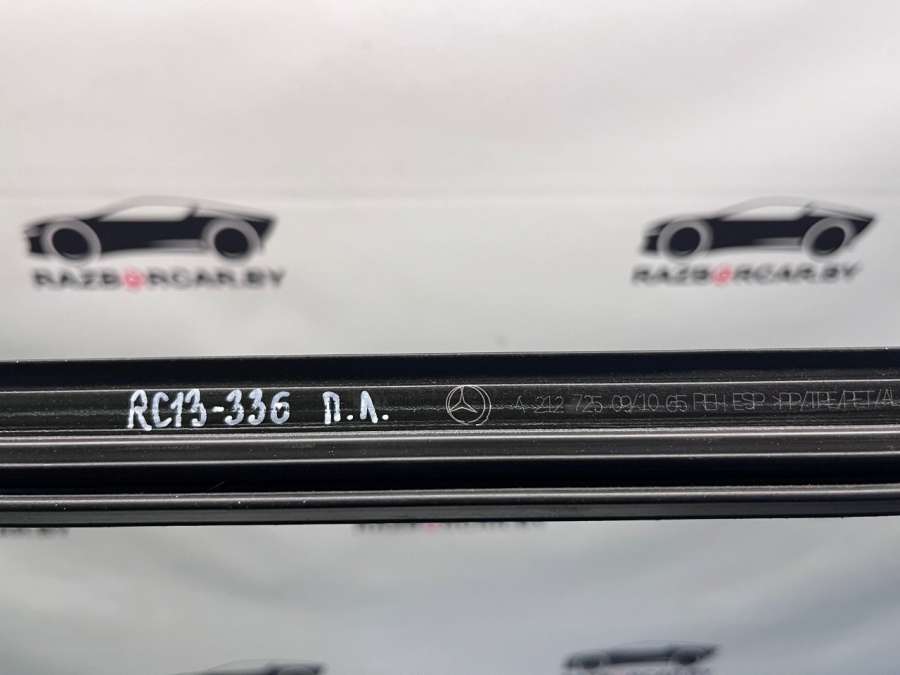 RAZBORCAR.BY
RAZBORCAR.BY
RC13-336 П.Л.
A 212 725 09/10 65 REH ESP >PP/TPE/PET/AL